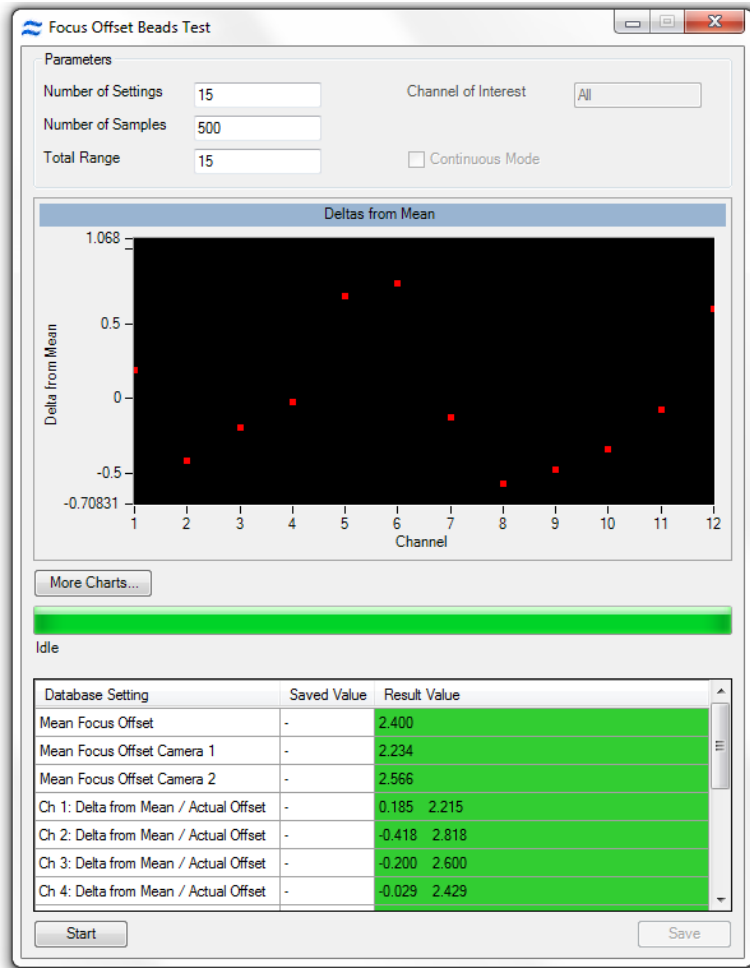 Focus Offset Beads Test
Parameters
Number of Settings 15 Channel of Interest All
Number of Samples 500
Total Range 15 Continuous Mode
Deltas from Mean
1.068
0.5
0
-0.5
-0.70831
Delta from Mean
1 2 3 4 5 6 7 8 9 10 11 12
Channel
More Charts...
Idle
Database Setting Saved Value Result Value
Mean Focus Offset - 2.400
Mean Focus Offset Camera 1 - 2.234
Mean Focus Offset Camera 2 - 2.566
Ch 1: Delta from Mean / Actual Offset - 0.185 2.215
Ch 2: Delta from Mean / Actual Offset - -0.418 2.818
Ch 3: Delta from Mean / Actual Offset - -0.200 2.600
Ch 4: Delta from Mean / Actual Offset - -0.029 2.429
Start Save